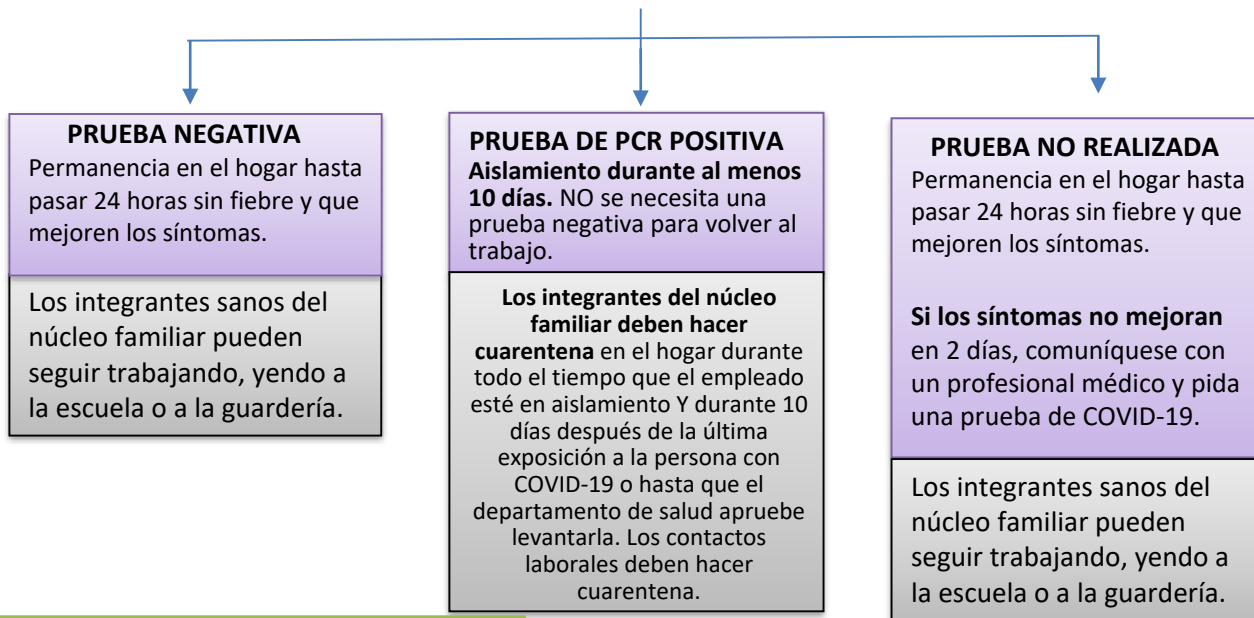 PRUEBA NEGATIVA
Permanencia en el hogar hasta
pasar 24 horas sin fiebre y que
mejoren los síntomas.
Los integrantes sanos del
núcleo familiar pueden
seguir trabajando, yendo a
la escuela o a la guardería.
PRUEBA DE PCR POSITIVA
Aislamiento durante al menos
10 días. NO se necesita una
prueba negativa para volver al
trabajo.
Los integrantes del núcleo
familiar deben hacer
cuarentena en el hogar durante
todo el tiempo que el empleado
esté en aislamiento Y durante 10
días después de la última
exposición a la persona con
COVID-19 o hasta que el
departamento de salud apruebe
levantarla. Los contactos
laborales deben hacer
cuarentena.
PRUEBA NO REALIZADA
Permanencia en el hogar hasta
pasar 24 horas sin fiebre y que
mejoren los síntomas.
Si los síntomas no mejoran
en 2 días, comuníquese con
un profesional médico y pida
una prueba de COVID-19.
Los integrantes sanos del
núcleo familiar pueden
seguir trabajando, yendo a
la escuela o a la guardería.